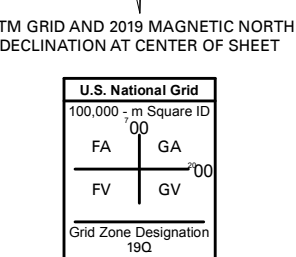 TM GRID AND 2019 MAGNETIC NORTH
DECLINATION AT CENTER OF SHEET
U.S. National Grid
100,000 - m Square ID
7 00
FA GA
20 00
FV GV
Grid Zone Designation
19Q